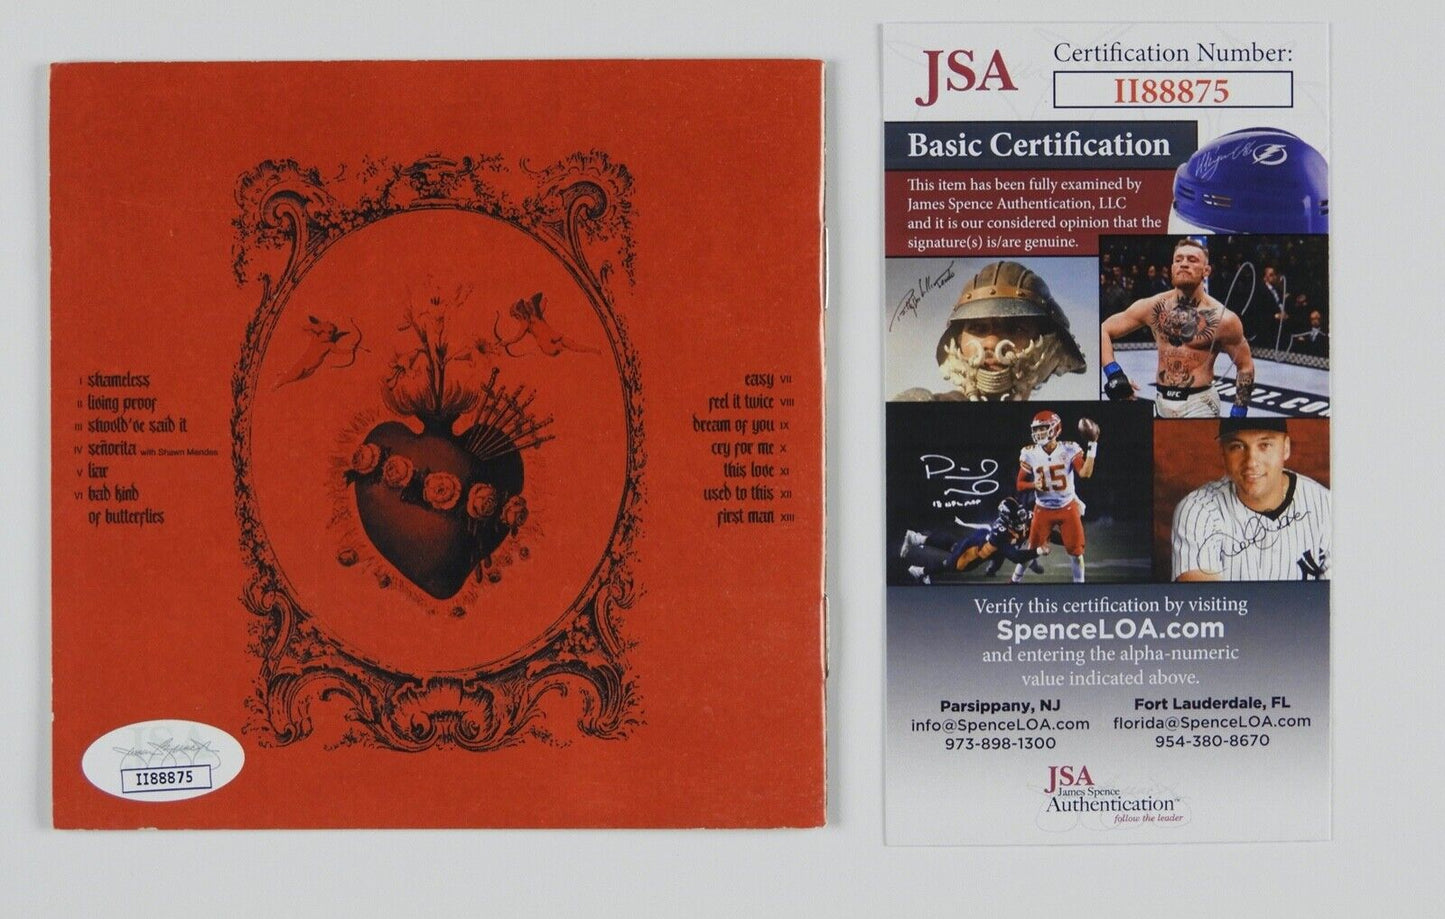 I shameless
II living proof
III should've said it
IV señorita with Shawn Mendes
V liar
VI bad kind
of butterflies
easy VII
feel it twice VIII
dream of you IX
cry for me X
this love XI
used to this XII
first man XIII
II88875
JSA
Certification Number:
II88875
Basic Certification
This item has been fully examined by
James Spence Authentication, LLC
and it is our considered opinion that the
signature(s) is/are genuine.
UFC
15
Verify this certification by visiting
SpenceLOA.com
and entering the alpha-numeric
value indicated above.
Parsippany, NJ
info@SpenceLOA.com
973-898-1300
Fort Lauderdale, FL
florida@SpenceLOA.com
954-380-8670
JSA
James Spence
Authentication™
follow the leader